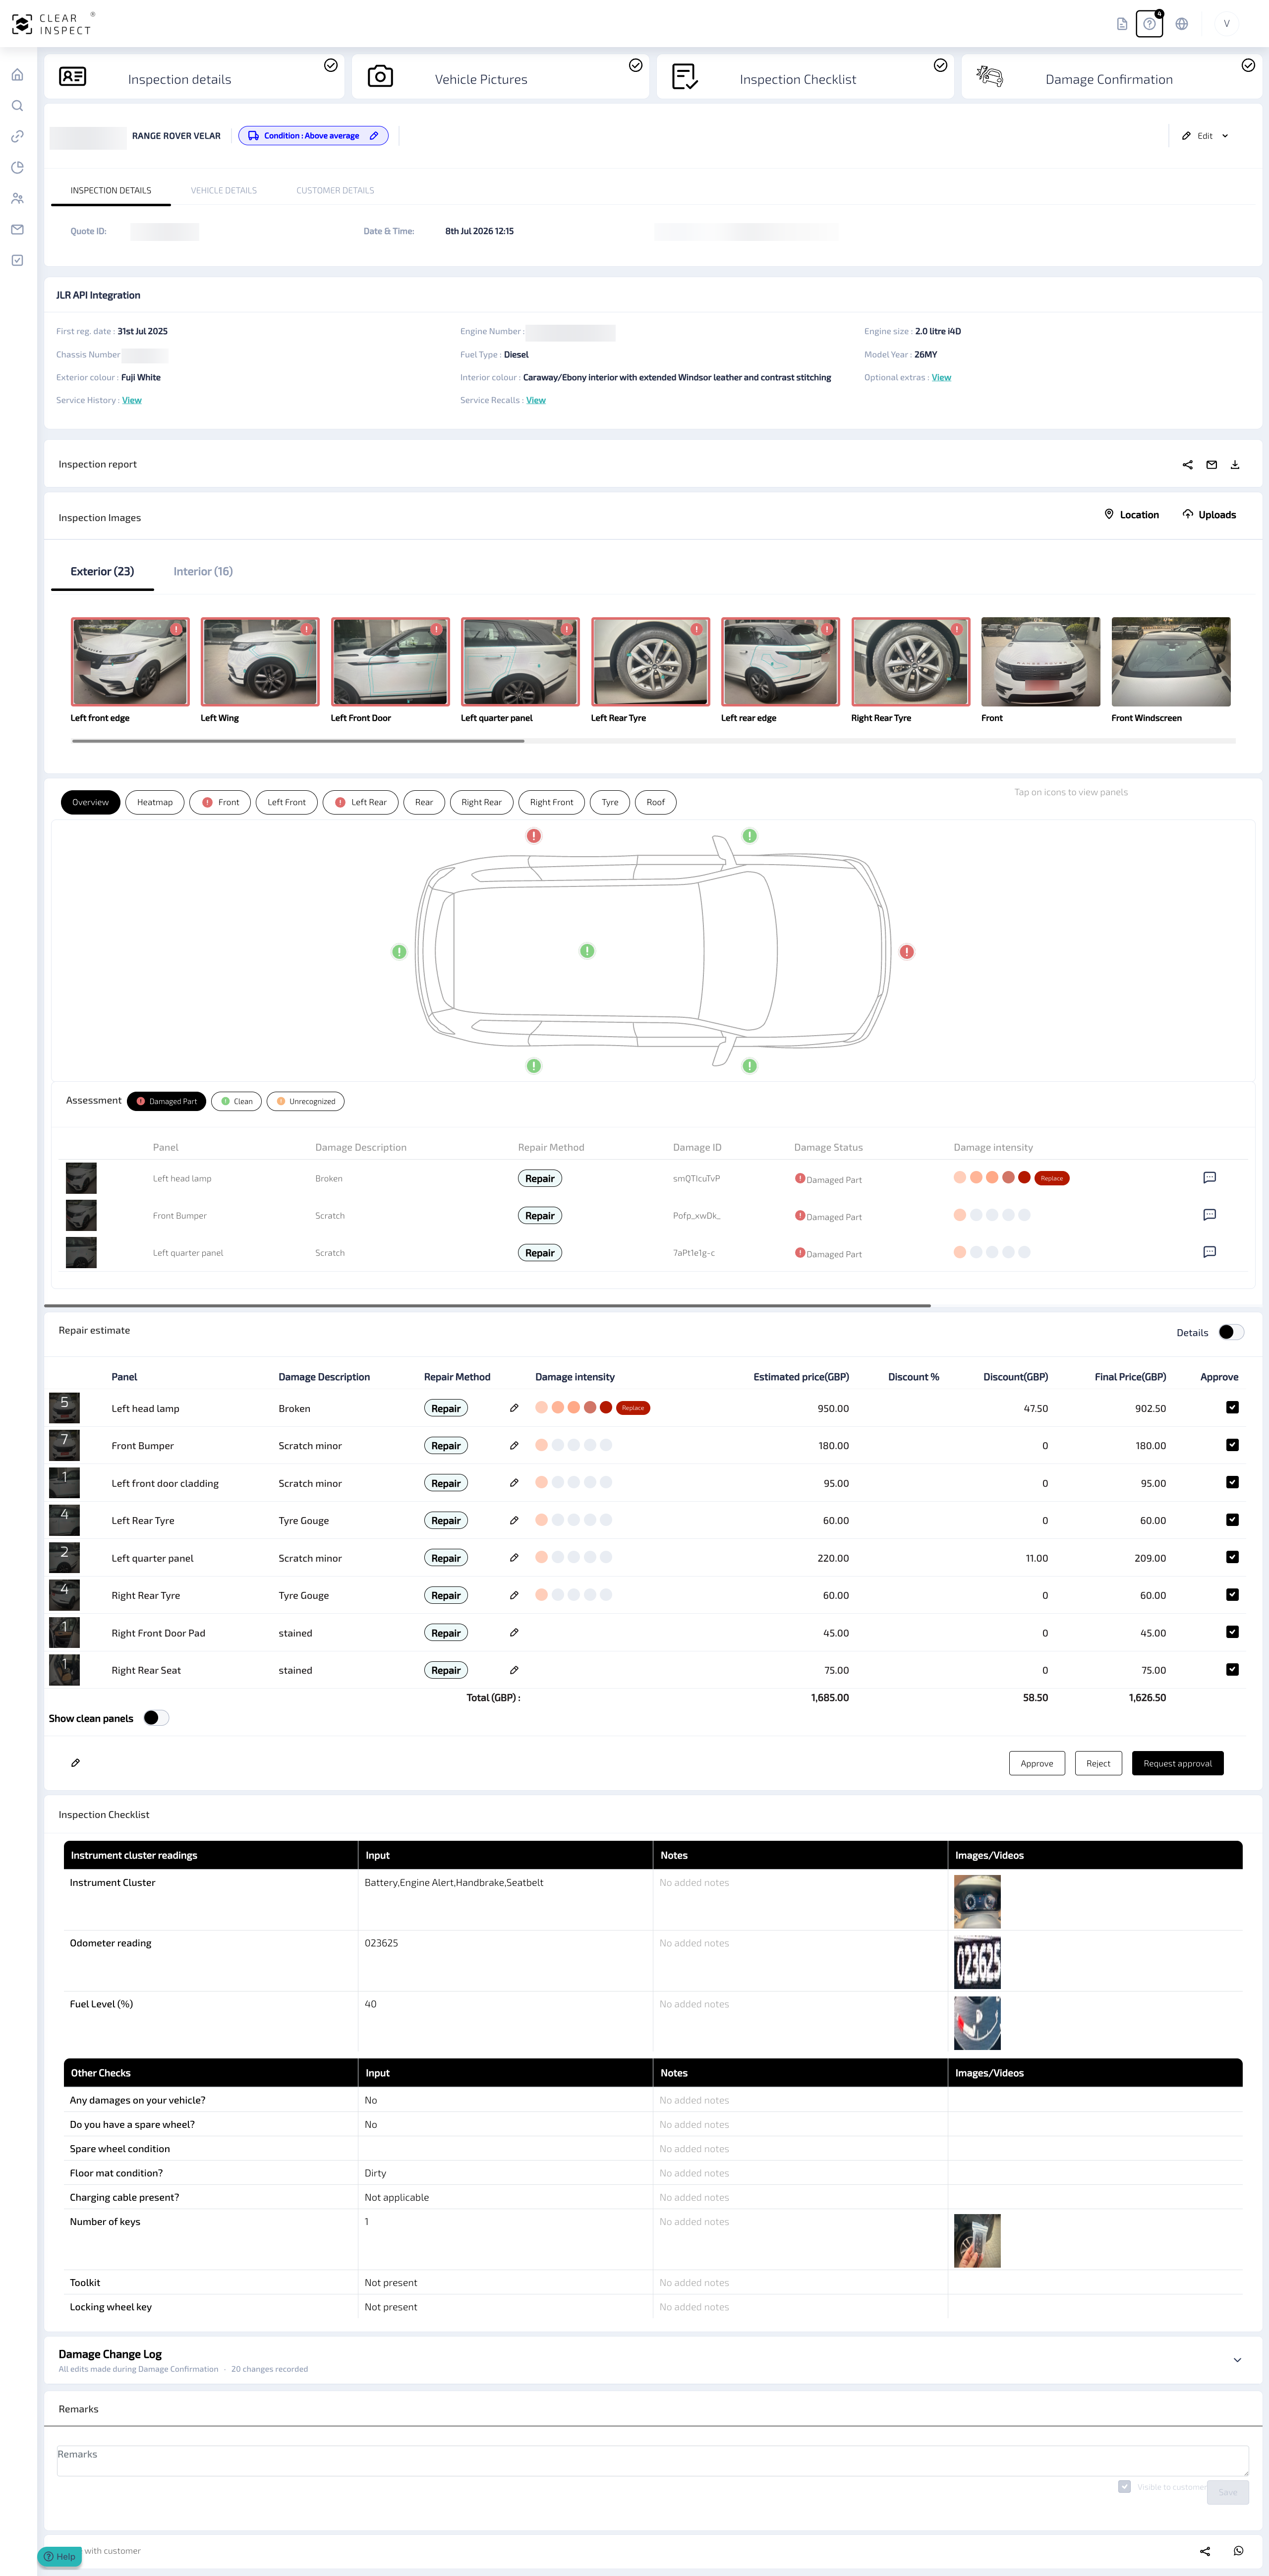 CLEAR INSPECT ®
4
V
Inspection details
Vehicle Pictures
Inspection Checklist
Damage Confirmation
RANGE ROVER VELAR
Condition : Above average
Edit
INSPECTION DETAILS VEHICLE DETAILS CUSTOMER DETAILS
Quote ID: Date & Time: 8th Jul 2026 12:15
JLR API Integration
First reg. date : 31st Jul 2025 Engine Number : Engine size : 2.0 litre i4D
Chassis Number Fuel Type : Diesel Model Year : 26MY
Exterior colour : Fuji White Interior colour : Caraway/Ebony interior with extended Windsor leather and contrast stitching Optional extras : View
Service History : View Service Recalls : View
Inspection report
Inspection Images Location Uploads
Exterior (23) Interior (16)
Left front edge Left Wing Left Front Door Left quarter panel Left Rear Tyre Left rear edge Right Rear Tyre Front Front Windscreen
Overview Heatmap Front Left Front Left Rear Rear Right Rear Right Front Tyre Roof
Tap on icons to view panels
Assessment Damaged Part Clean Unrecognized
Panel Damage Description Repair Method Damage ID Damage Status Damage intensity
Left head lamp Broken Repair smQTIcuTvP Damaged Part Replace
Front Bumper Scratch Repair Pofp_xwDk_ Damaged Part
Left quarter panel Scratch Repair 7aPt1e1g-c Damaged Part
Repair estimate Details
Panel Damage Description Repair Method Damage intensity Estimated price(GBP) Discount % Discount(GBP) Final Price(GBP) Approve
5 Left head lamp Broken Repair Replace 950.00 47.50 902.50
7 Front Bumper Scratch minor Repair 180.00 0 180.00
1 Left front door cladding Scratch minor Repair 95.00 0 95.00
4 Left Rear Tyre Tyre Gouge Repair 60.00 0 60.00
2 Left quarter panel Scratch minor Repair 220.00 11.00 209.00
4 Right Rear Tyre Tyre Gouge Repair 60.00 0 60.00
1 Right Front Door Pad stained Repair 45.00 0 45.00
1 Right Rear Seat stained Repair 75.00 0 75.00
Total (GBP) : 1,685.00 58.50 1,626.50
Show clean panels
Approve Reject Request approval
Inspection Checklist
Instrument cluster readings Input Notes Images/Videos
Instrument Cluster Battery,Engine Alert,Handbrake,Seatbelt No added notes
Odometer reading 023625 No added notes 023625
Fuel Level (%) 40 No added notes
Other Checks Input Notes Images/Videos
Any damages on your vehicle? No No added notes
Do you have a spare wheel? No No added notes
Spare wheel condition No added notes
Floor mat condition? Dirty No added notes
Charging cable present? Not applicable No added notes
Number of keys 1 No added notes
Toolkit Not present No added notes
Locking wheel key Not present No added notes
Damage Change Log
All edits made during Damage Confirmation - 20 changes recorded
Remarks
Remarks
Visible to customer Save
Help with customer